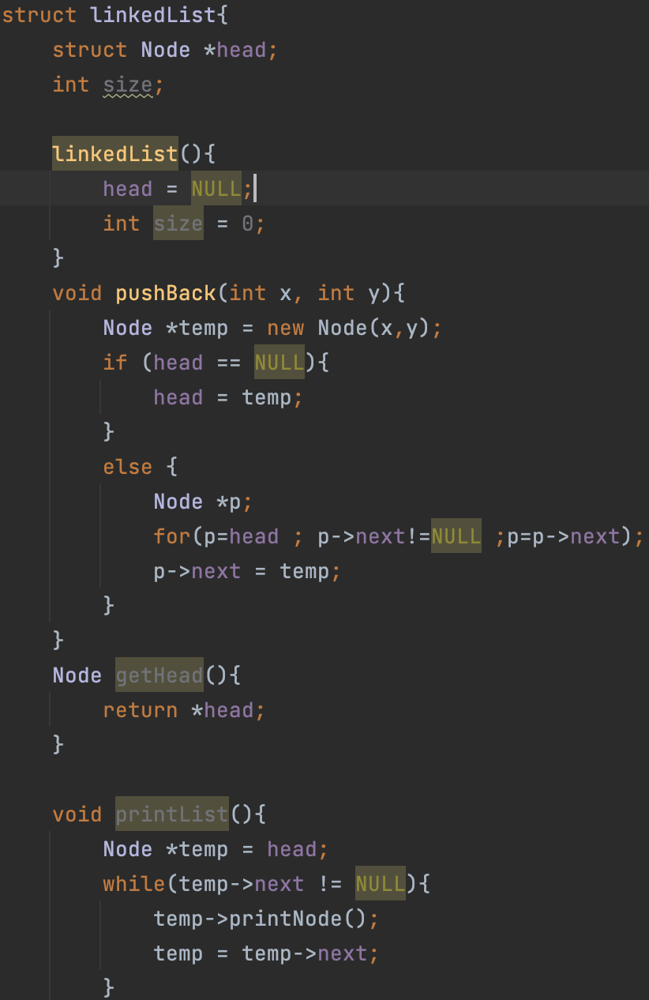 struct linkedList{
    struct Node *head;
    int size;

    linkedList(){
        head = NULL;
        int size = 0;
    }
    void pushBack(int x, int y){
        Node *temp = new Node(x,y);
        if (head == NULL){
            head = temp;
        }
        else {
            Node *p;
            for(p=head ; p->next!=NULL ;p=p->next);
            p->next = temp;
        }
    }
    Node getHead(){
        return *head;
    }

    void printList(){
        Node *temp = head;
        while(temp->next != NULL){
            temp->printNode();
            temp = temp->next;
        }